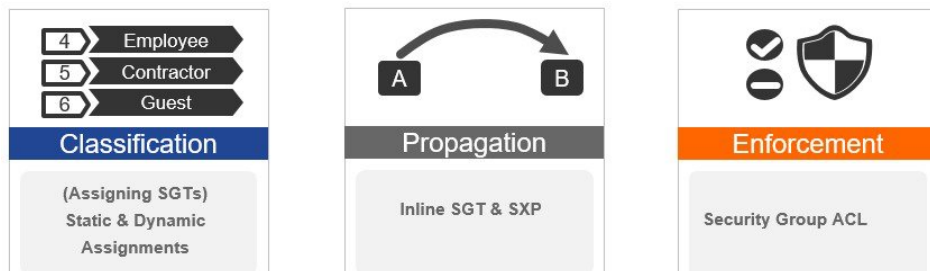 4 Employee
5 Contractor
6 Guest
Classification
(Assigning SGTs)
Static & Dynamic
Assignments
A B
Propagation
Inline SGT & SXP
Enforcement
Security Group ACL